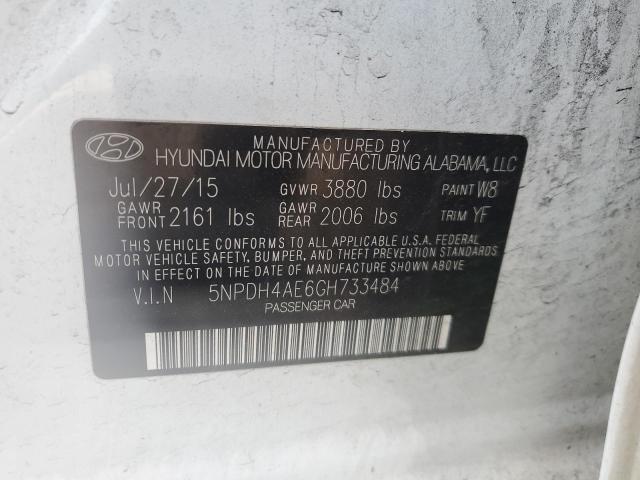 MANUFACTURED BY
HYUNDAI MOTOR MANUFACTURING ALABAMA, LLC
Jul/27/15 GVWR 3880 lbs PAINT W8
GAWR FRONT 2161 lbs GAWR REAR 2006 lbs TRIM YF
THIS VEHICLE CONFORMS TO ALL APPLICABLE U.S.A. FEDERAL
MOTOR VEHICLE SAFETY, BUMPER, AND THEFT PREVENTION STANDARDS
IN EFFECT ON THE DATE OF MANUFACTURE SHOWN ABOVE
V.I.N 5NPDH4AE6GH733484
PASSENGER CAR